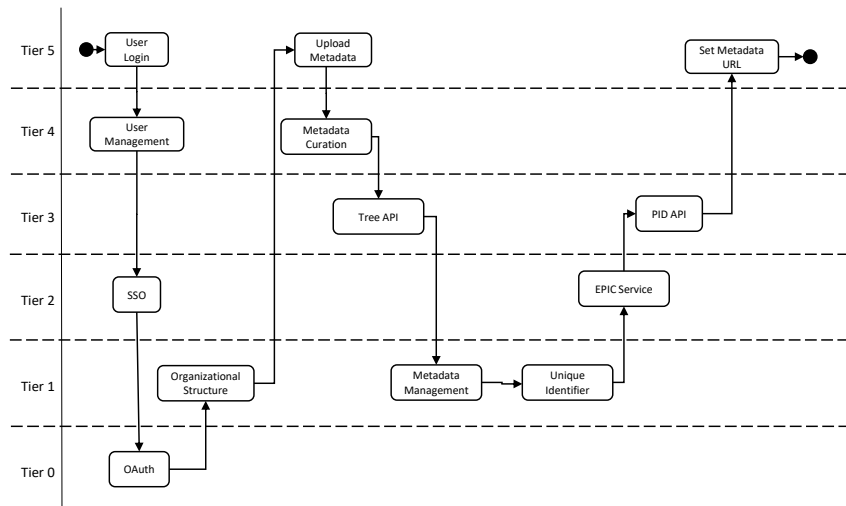 Tier 5
User
Login
Upload
Metadata
Set Metadata
URL
Tier 4
User
Management
Metadata
Curation
Tier 3
Tree API
PID API
Tier 2
SSO
EPIC Service
Tier 1
Organizational
Structure
Metadata
Management
Unique
Identifier
Tier 0
OAuth